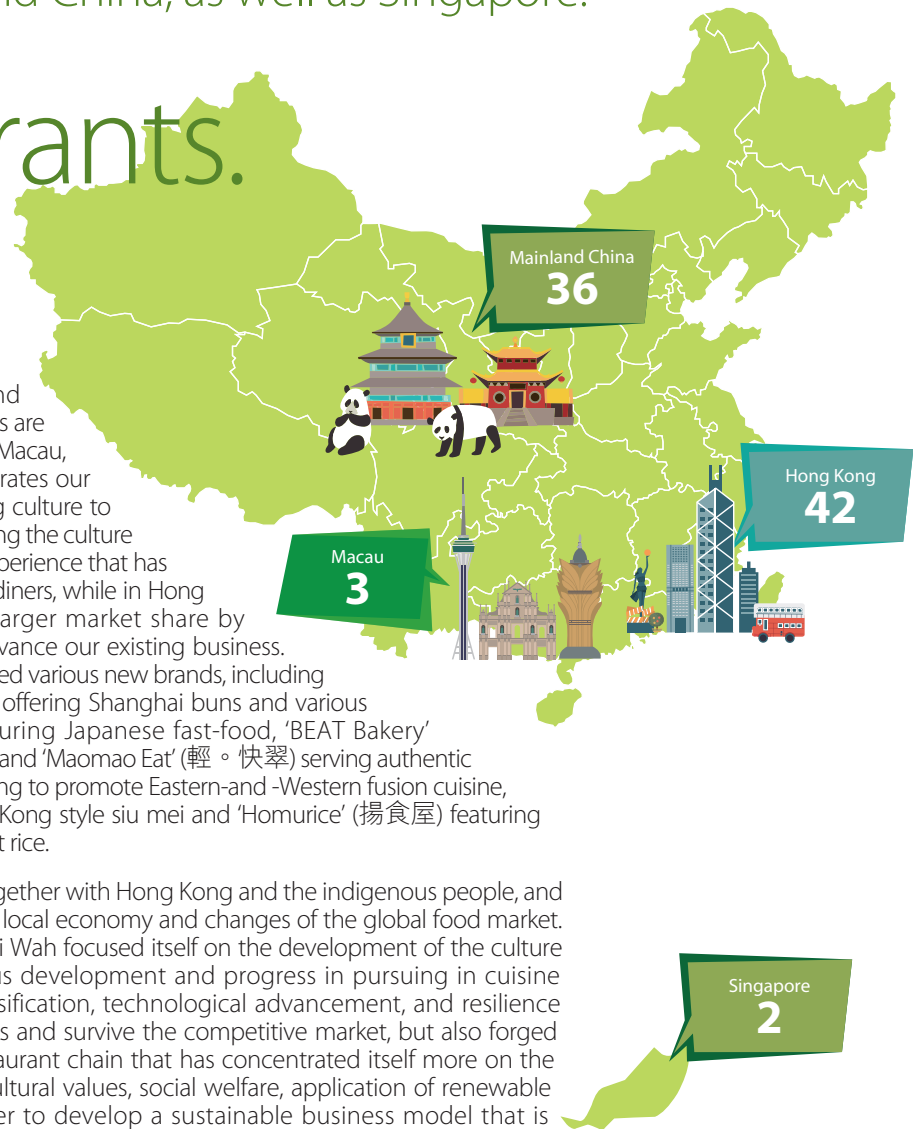 nd China, as well as Singapore.
rants.
Mainland China
36
Hong Kong
42
Macau
3
nd
s are
Macau,
rates our
g culture to
ng the culture
perience that has
diners, while in Hong
larger market share by
vance our existing business.
ed various new brands, including
offering Shanghai buns and various
uring Japanese fast-food, ‘BEAT Bakery’
and ‘Maomao Eat’ (輕。快翠) serving authentic
ng to promote Eastern-and -Western fusion cuisine,
Kong style siu mei and ‘Homurice’ (揚食屋) featuring
t rice.
gether with Hong Kong and the indigenous people, and
local economy and changes of the global food market.
i Wah focused itself on the development of the culture
us development and progress in pursuing in cuisine
sification, technological advancement, and resilience
s and survive the competitive market, but also forged
aurant chain that has concentrated itself more on the
ultural values, social welfare, application of renewable
er to develop a sustainable business model that is
Singapore
2